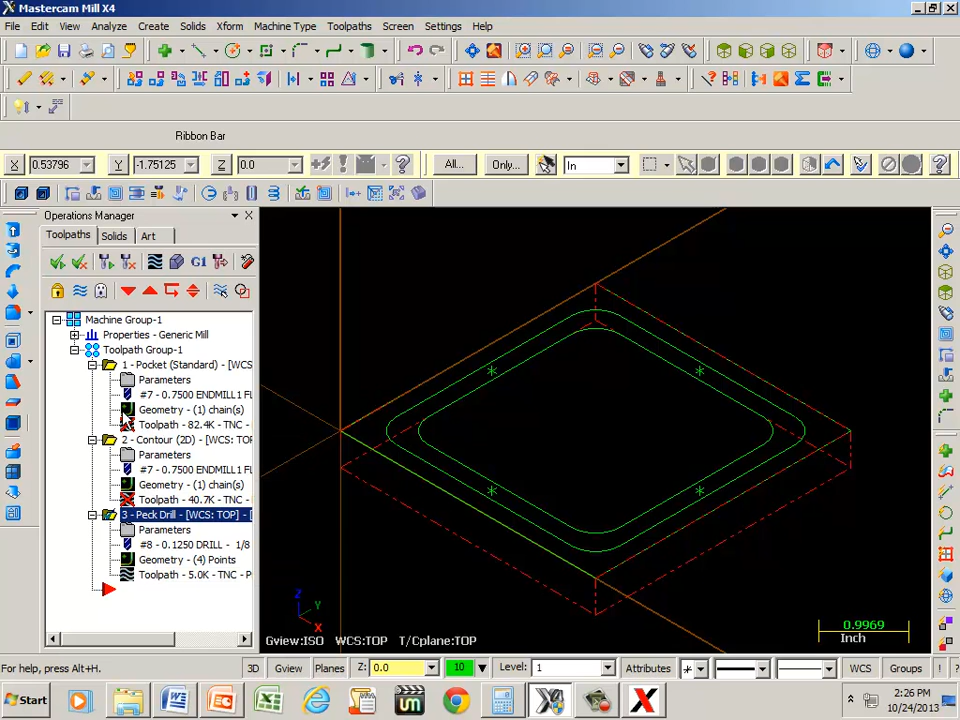 Mastercam Mill X4
File Edit View Analyze Create Solids Xform Machine Type Toolpaths Screen Settings Help
Ribbon Bar
X 0.53796 Y -1.75125 Z 0.0 All... Only... In
Operations Manager
Toolpaths Solids Art
G1
Machine Group-1
Properties - Generic Mill
Toolpath Group-1
1 - Pocket (Standard) - [WCS
Parameters
#7 - 0.7500 ENDMILL1 FL
Geometry - (1) chain(s)
Toolpath - 82.4K - TNC -
2 - Contour (2D) - [WCS: TOP
Parameters
#7 - 0.7500 ENDMILL1 FL
Geometry - (1) chain(s)
Toolpath - 40.7K - TNC -
3 - Peck Drill - [WCS: TOP] - [
Parameters
#8 - 0.1250 DRILL - 1/8
Geometry - (4) Points
Toolpath - 5.0K - TNC - P
Z
Y
X
Gview:ISO WCS:TOP T/Cplane:TOP
0.9969
Inch
For help, press Alt+H. 3D Gview Planes Z: 0.0 10 Level: 1 Attributes WCS Groups ! ?
Start
2:26 PM
10/24/2013